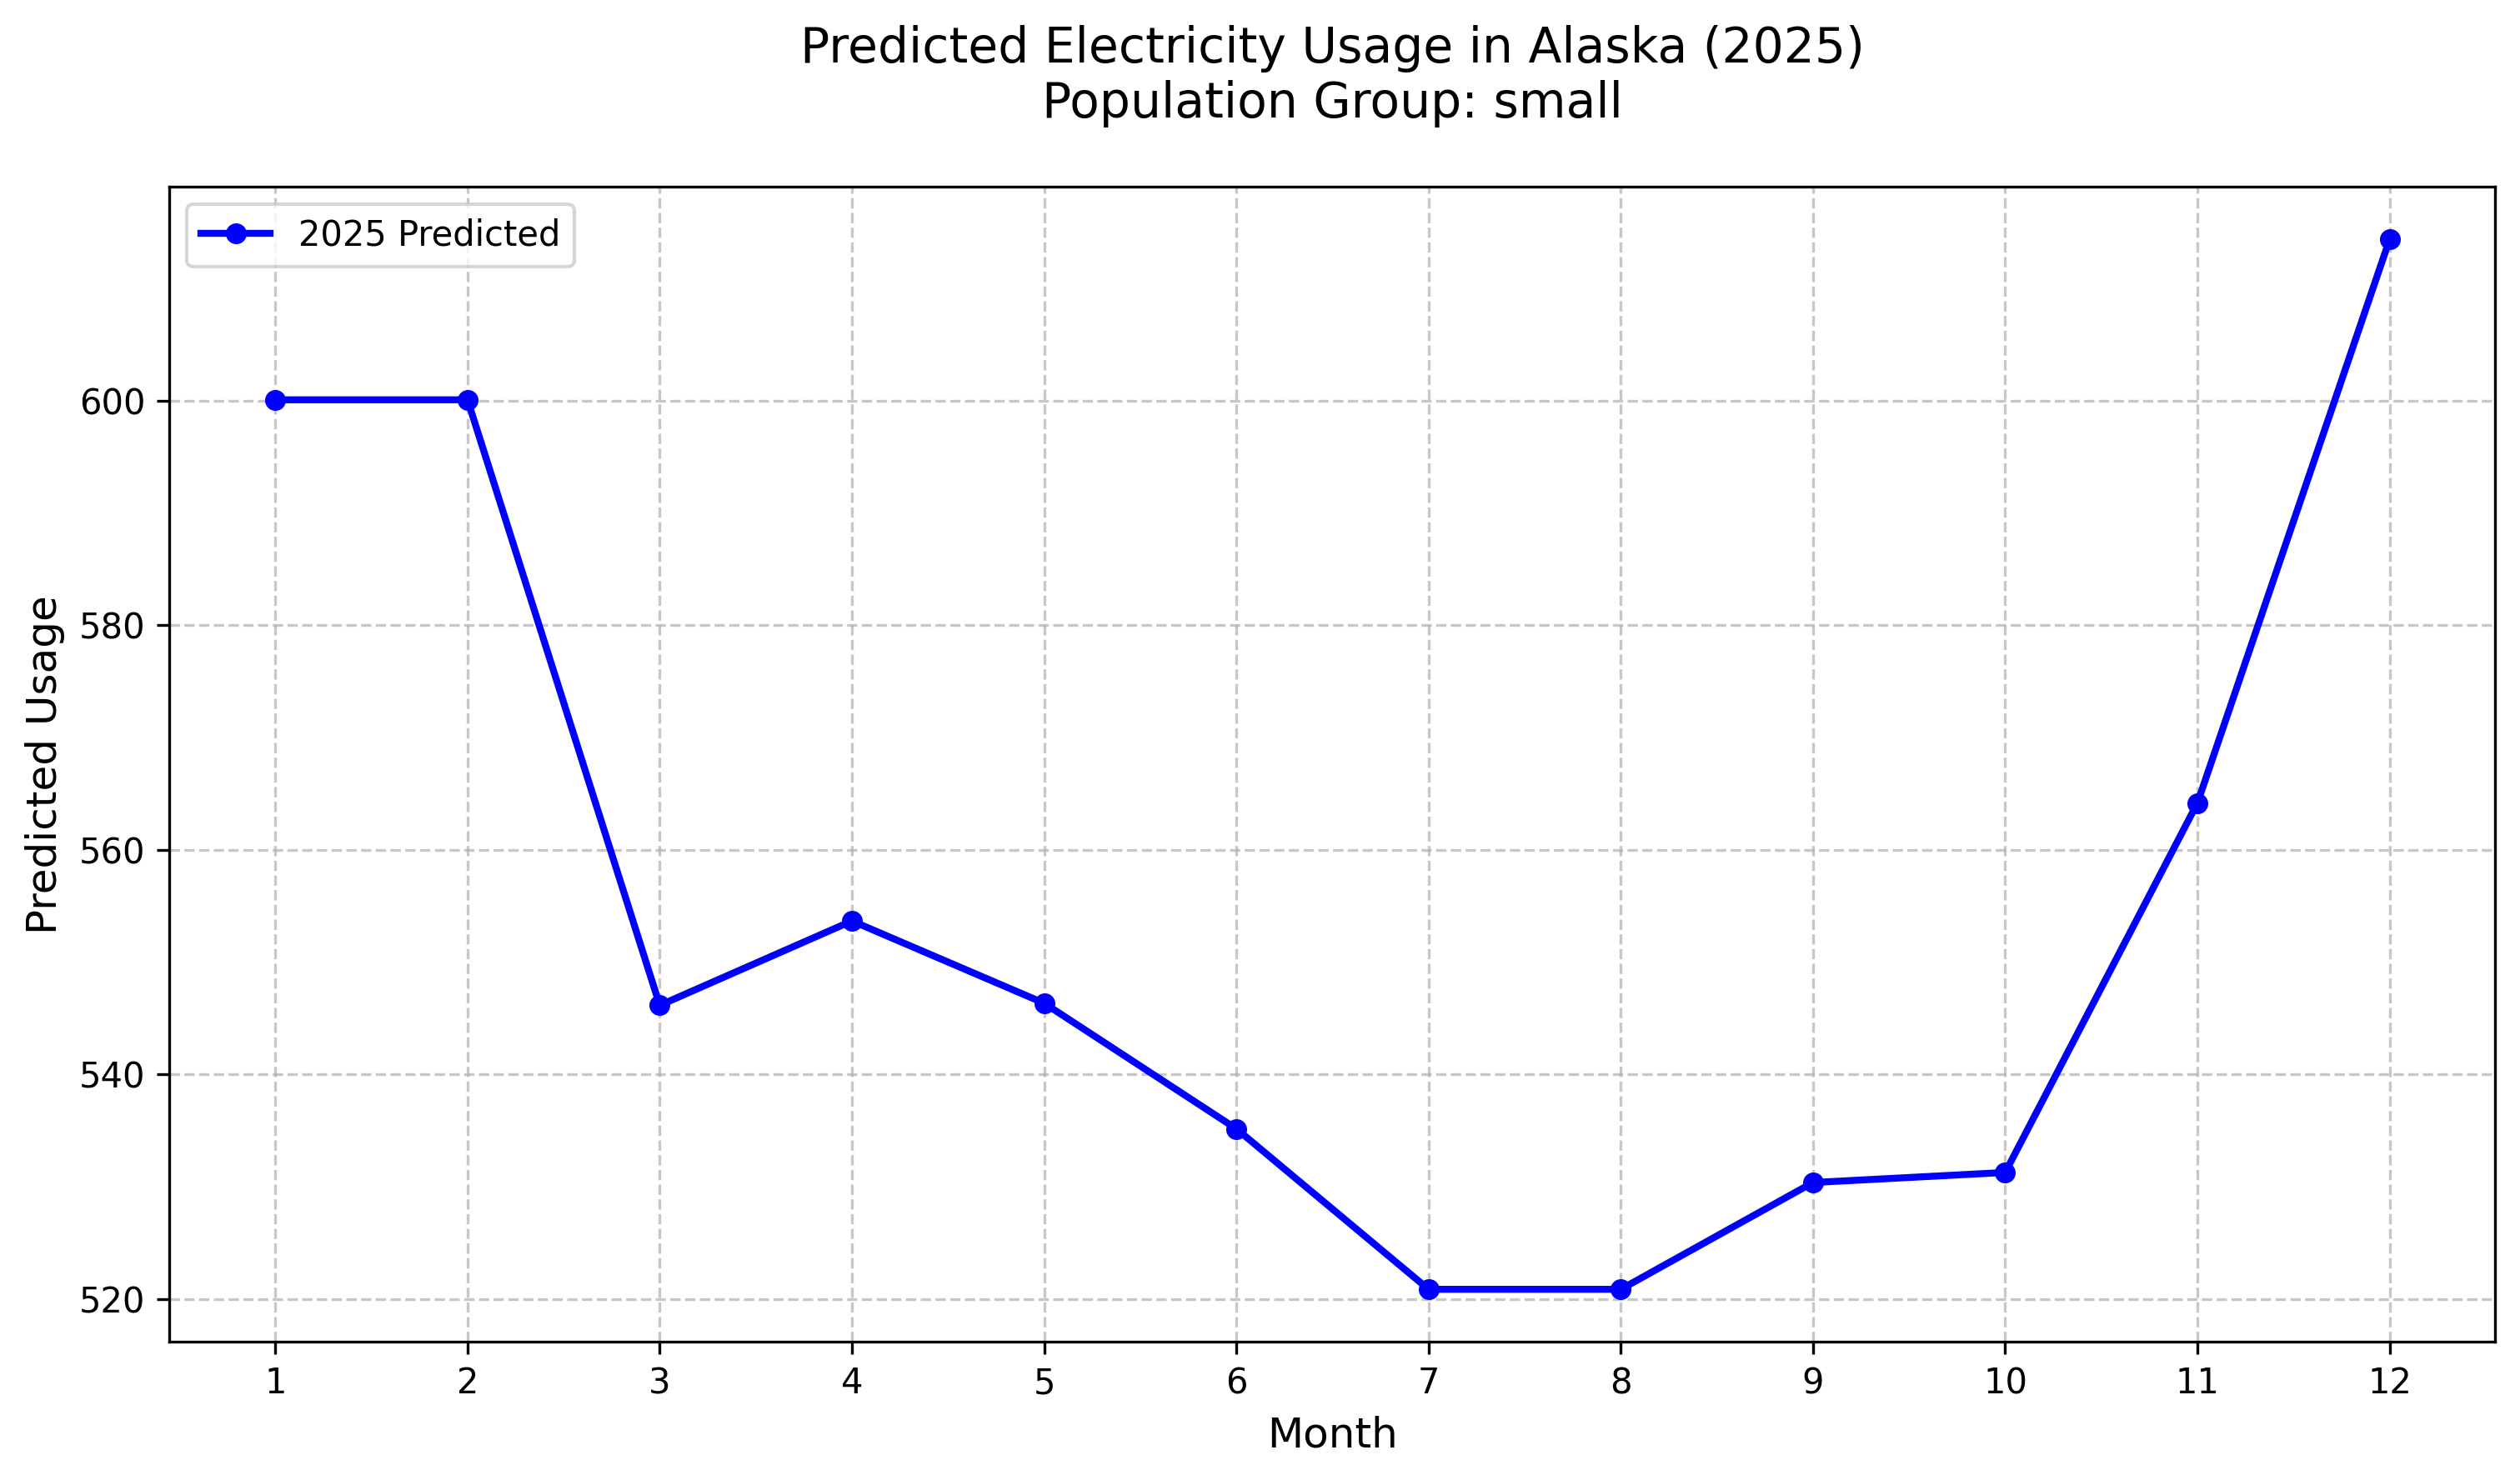 Predicted Electricity Usage in Alaska (2025)
Population Group: small
2025 Predicted
Predicted Usage
600
580
560
540
520
1 2 3 4 5 6 7 8 9 10 11 12
Month